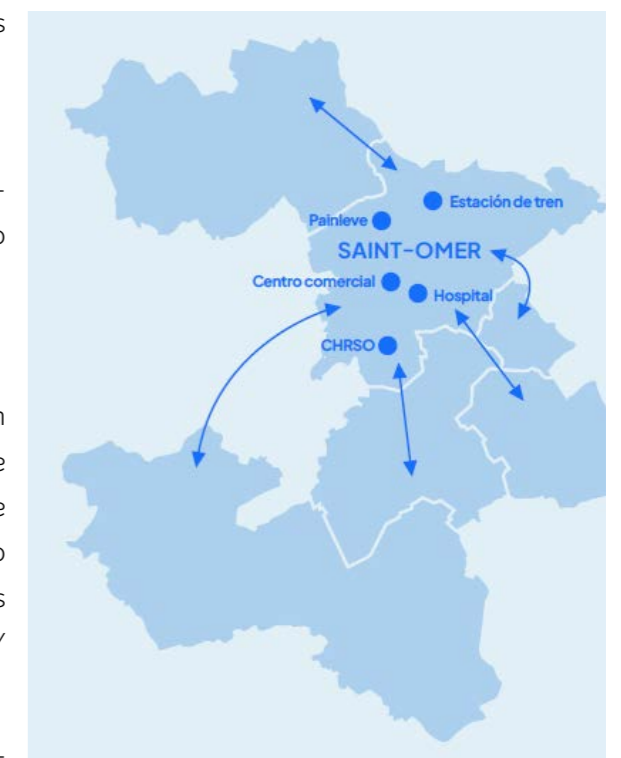 Estación de tren
Painleve
SAINT-OMER
Centro comercial
Hospital
CHRSO